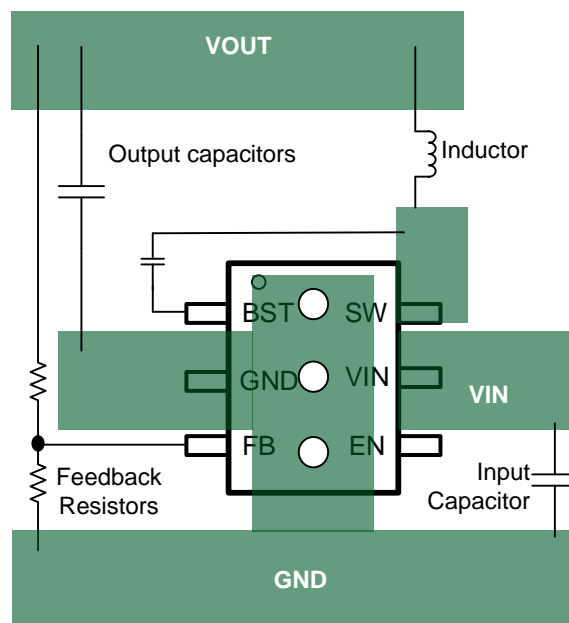 VOUT
Output capacitors
Inductor
BST
SW
GND
VIN
VIN
FB
EN
Feedback
Resistors
Input
Capacitor
GND